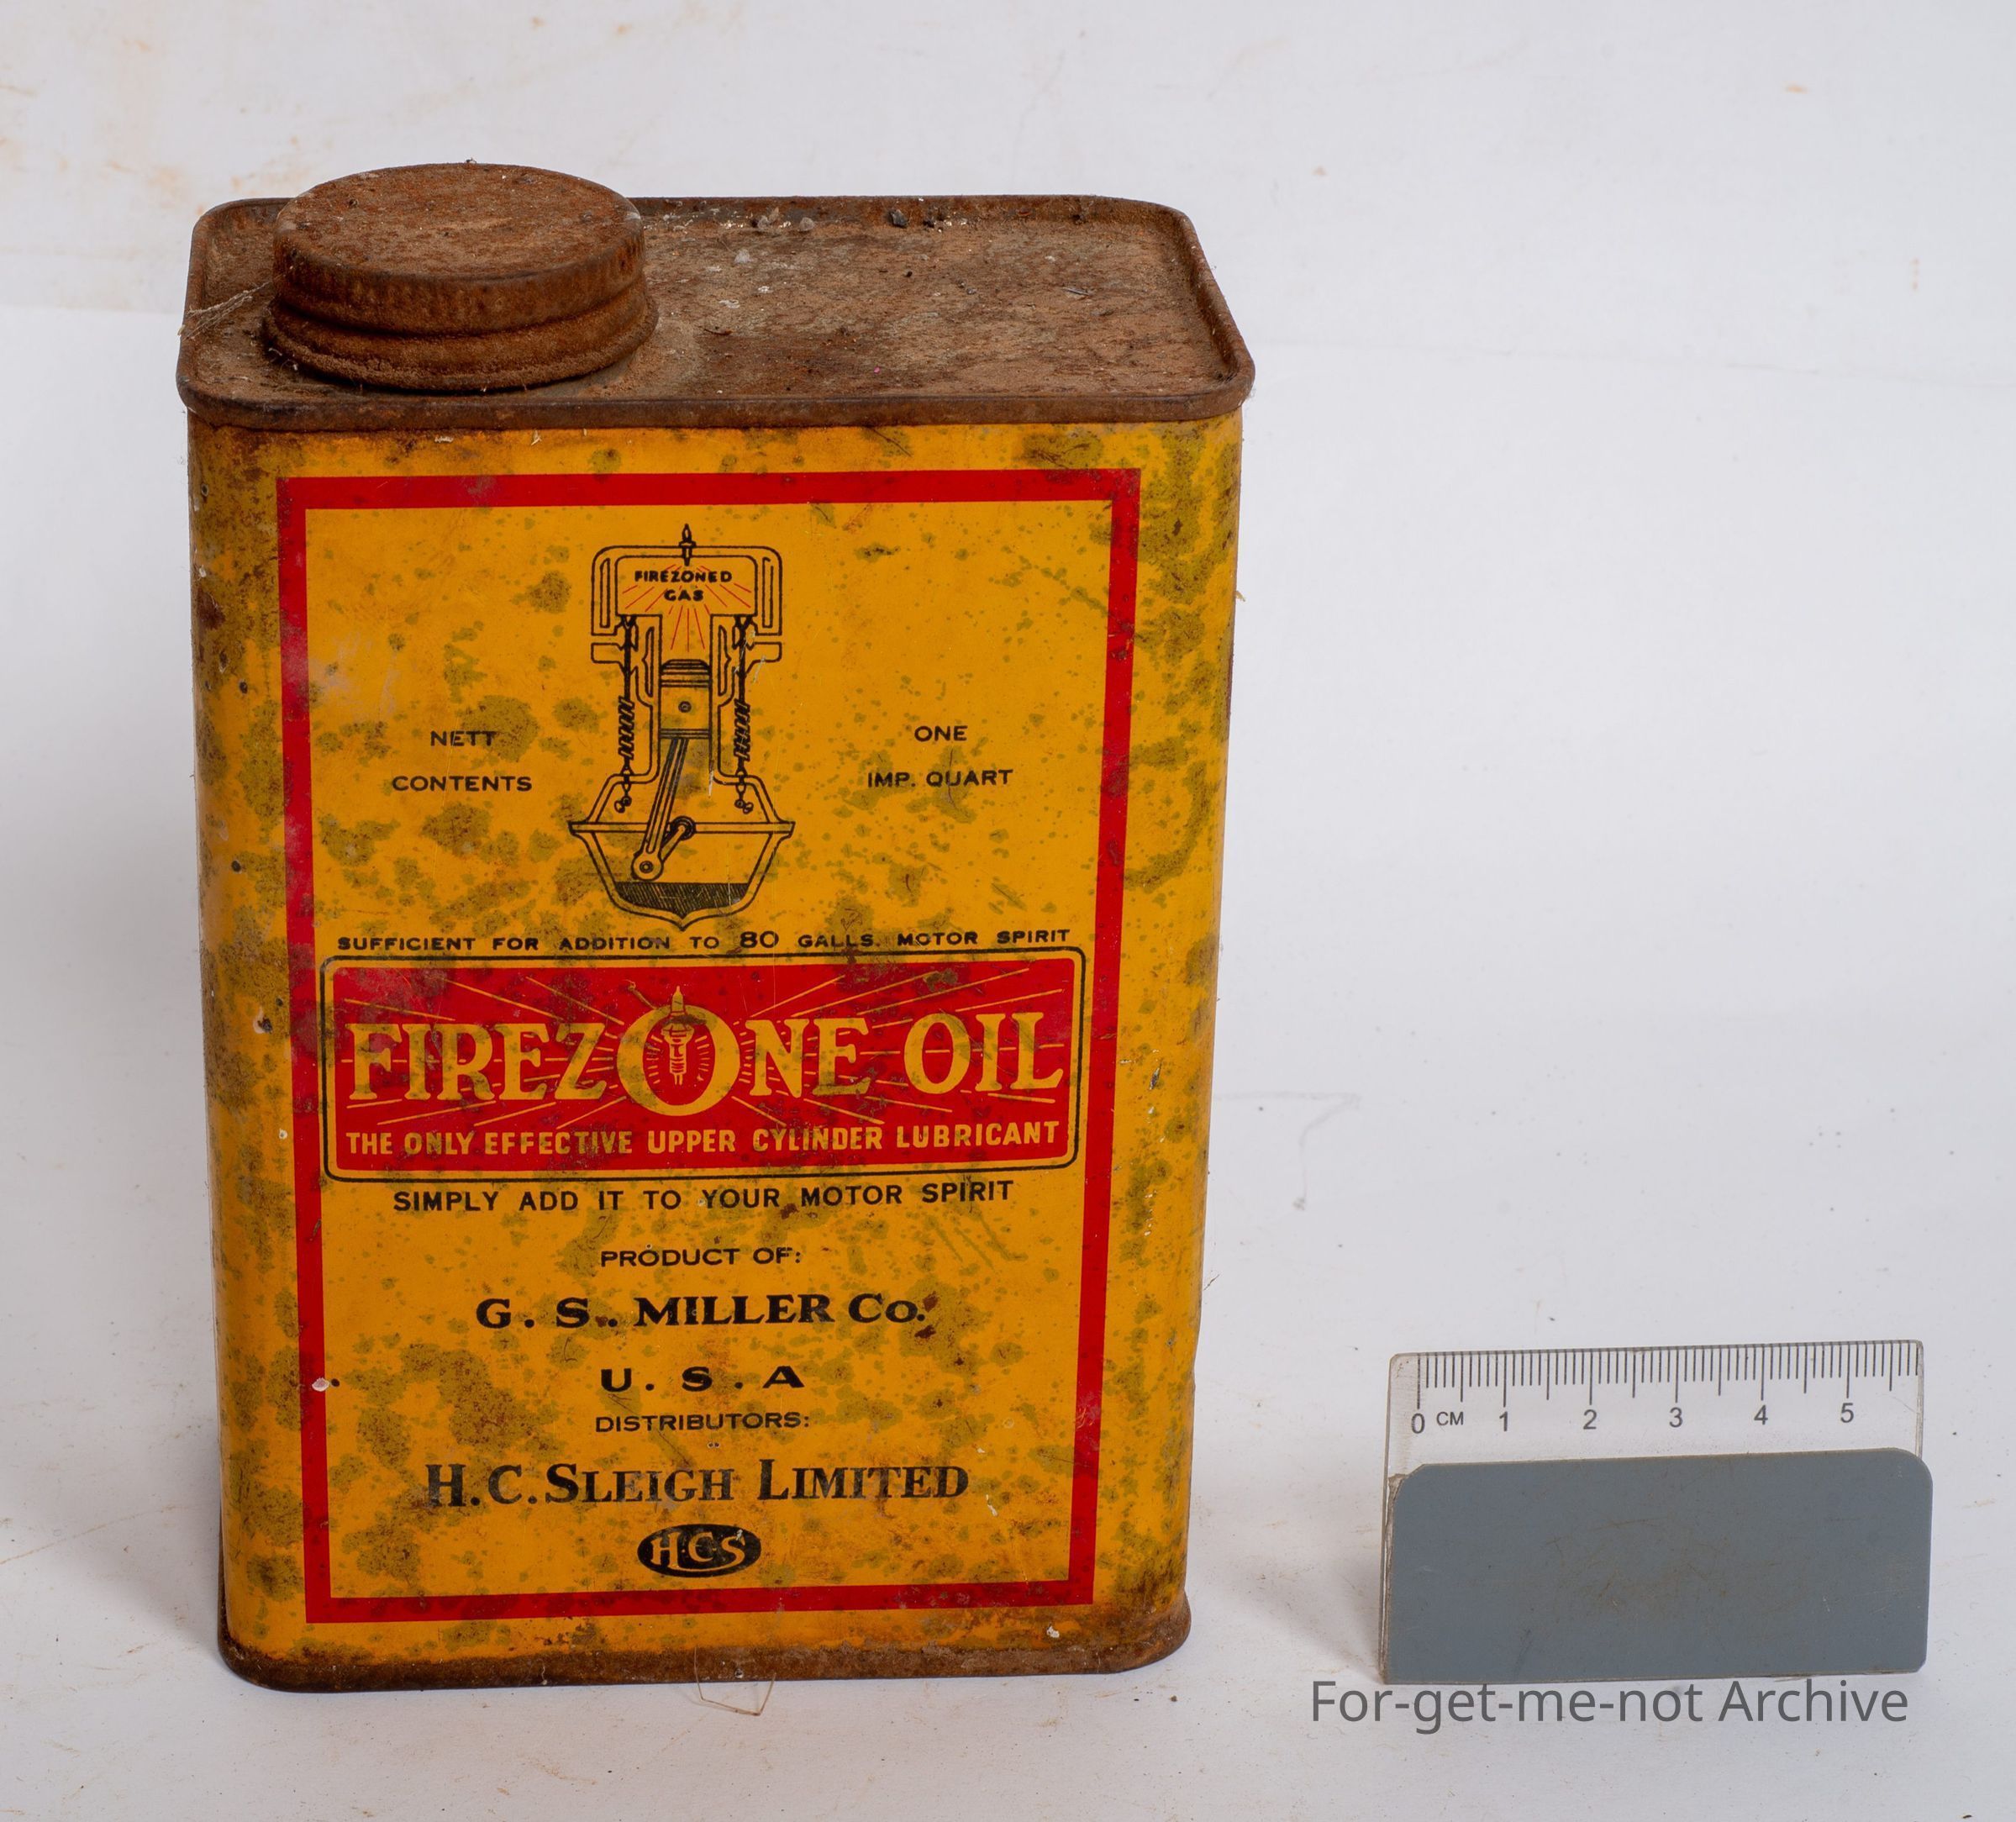 FIREZONED
GAS
NETT
CONTENTS
ONE
IMP. QUART
SUFFICIENT FOR ADDITION TO 80 GALLS. MOTOR SPIRIT
FIREZONE OIL
THE ONLY EFFECTIVE UPPER CYLINDER LUBRICANT
SIMPLY ADD IT TO YOUR MOTOR SPIRIT
PRODUCT OF:
G. S. MILLER Co.
U. S. A
DISTRIBUTORS:
H.C. SLEIGH LIMITED
HCS
0 CM 1 2 3 4 5
For-get-me-not Archive